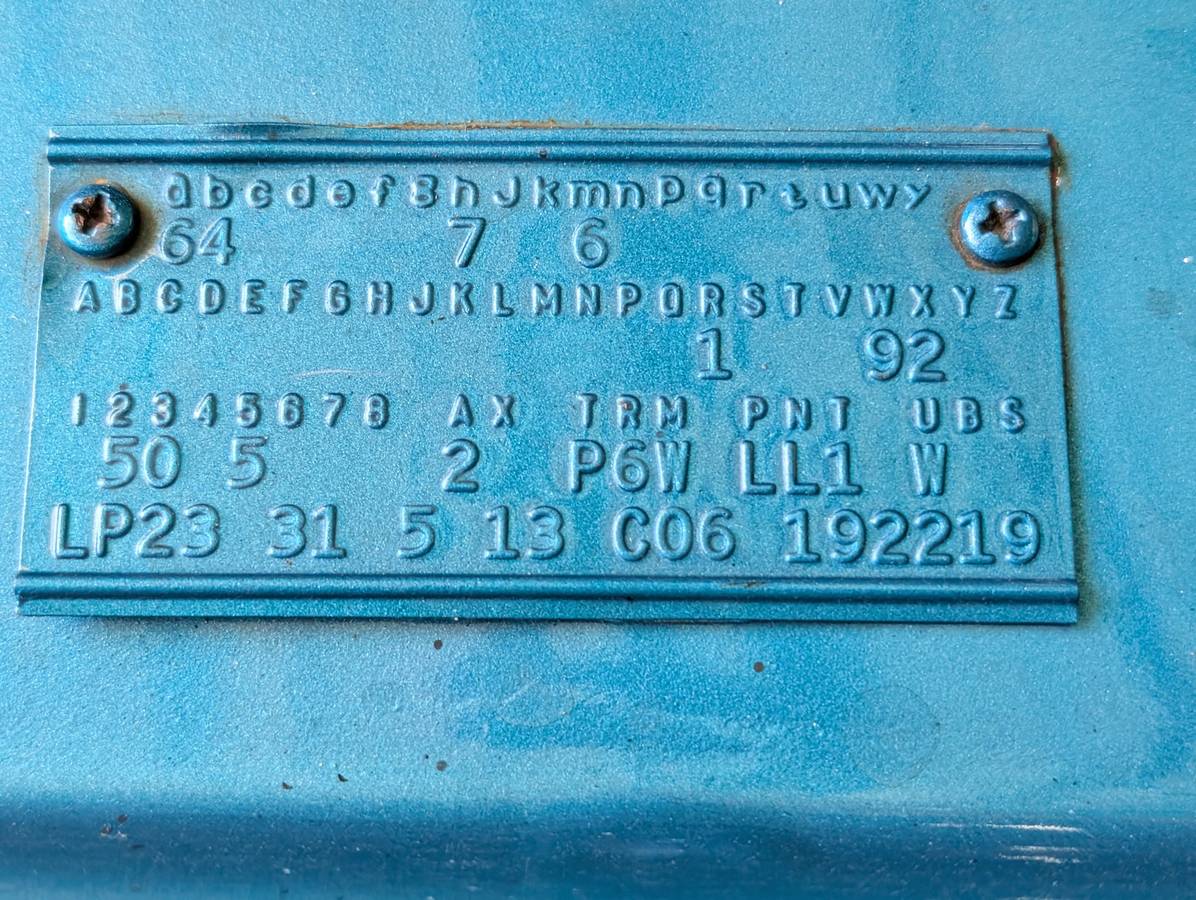 abcdefghJkmnpqrtuwy
64 7 6
ABCDEFGHJKLMNPQRSTVWXYZ
1 92
12345678 AX TRM PNT UBS
50 5 2 P6W LL1 W
LP23 31 5 13 C06 192219